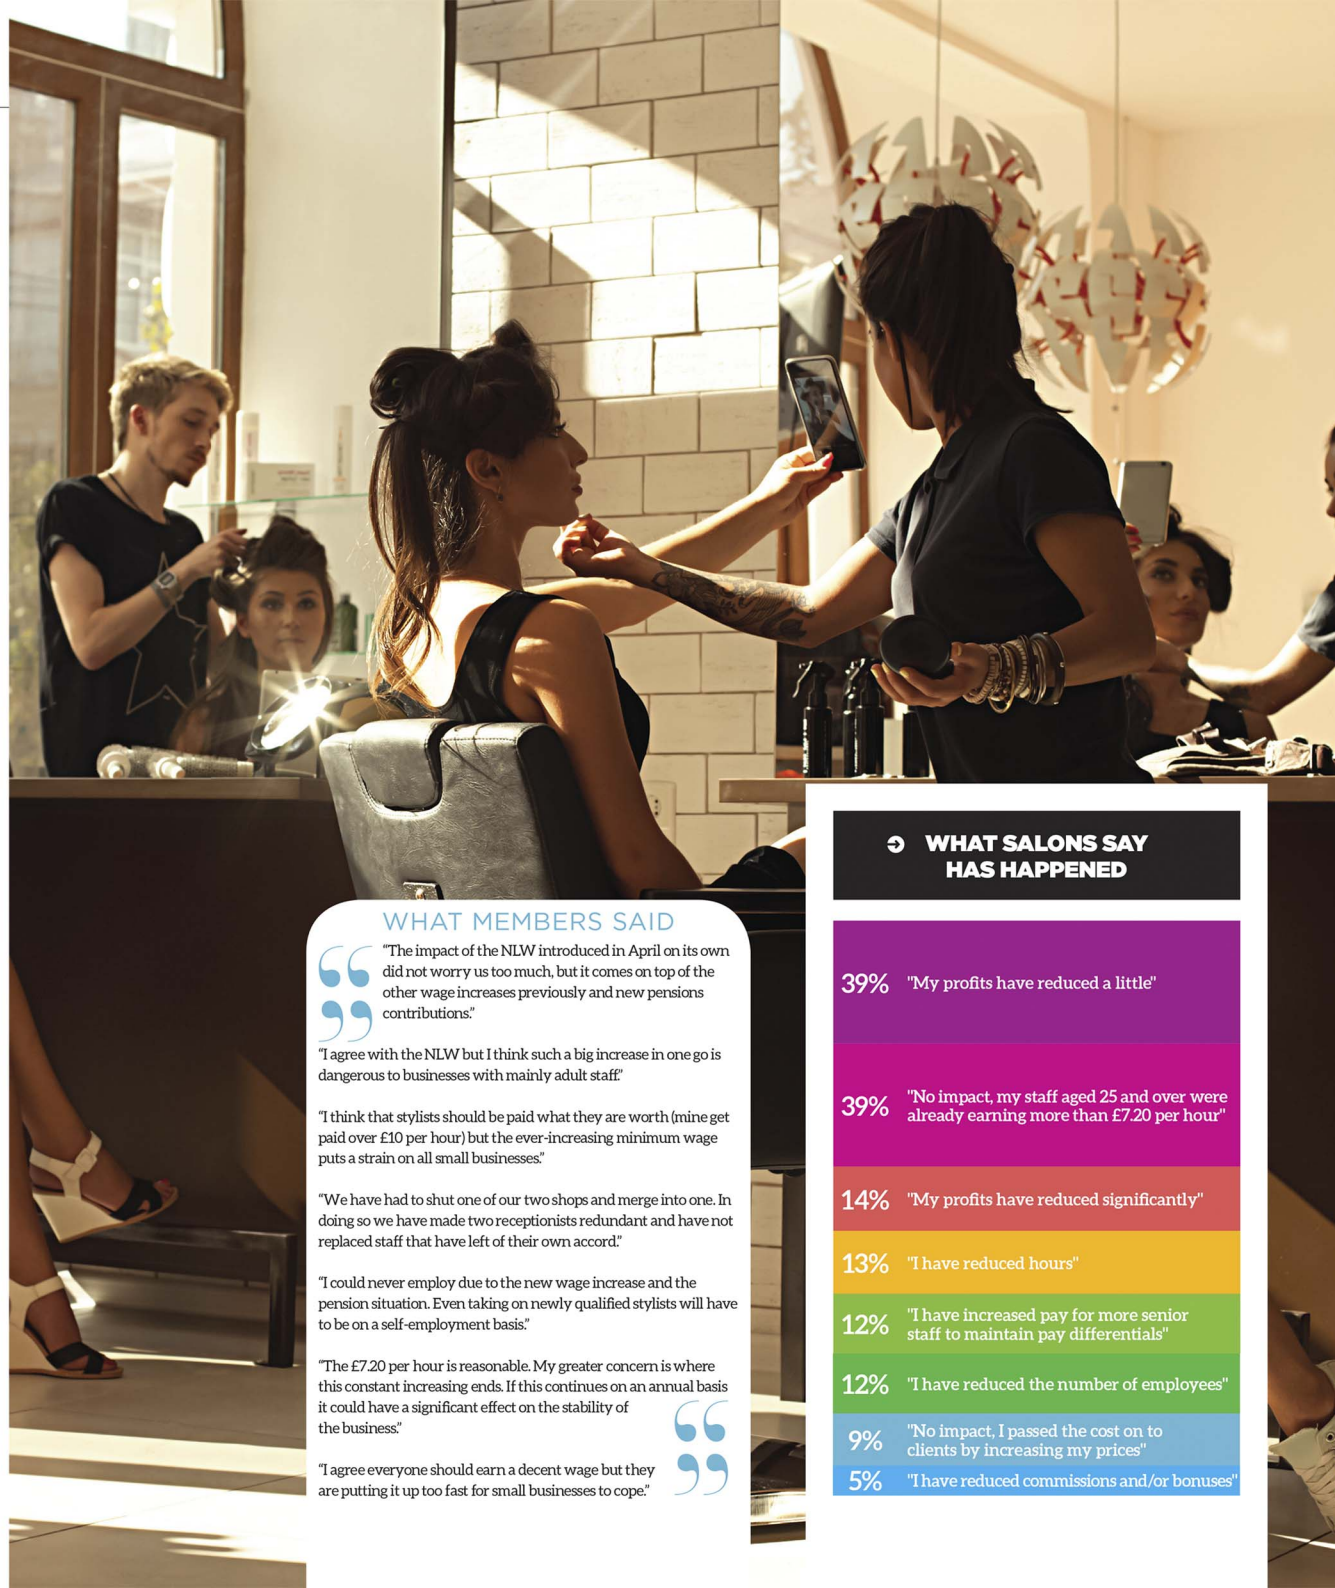 WHAT MEMBERS SAID
“The impact of the NLW introduced in April on its own
did not worry us too much, but it comes on top of the
other wage increases previously and new pensions
contributions.”
“I agree with the NLW but I think such a big increase in one go is
dangerous to businesses with mainly adult staff.”
“I think that stylists should be paid what they are worth (mine get
paid over £10 per hour) but the ever-increasing minimum wage
puts a strain on all small businesses.”
“We have had to shut one of our two shops and merge into one. In
doing so we have made two receptionists redundant and have not
replaced staff that have left of their own accord.”
“I could never employ due to the new wage increase and the
pension situation. Even taking on newly qualified stylists will have
to be on a self-employment basis.”
“The £7.20 per hour is reasonable. My greater concern is where
this constant increasing ends. If this continues on an annual basis
it could have a significant effect on the stability of
the business.”
“I agree everyone should earn a decent wage but they
are putting it up too fast for small businesses to cope.”
WHAT SALONS SAY
HAS HAPPENED
39% "My profits have reduced a little"
39% "No impact, my staff aged 25 and over were
already earning more than £7.20 per hour"
14% "My profits have reduced significantly"
13% "I have reduced hours"
12% "I have increased pay for more senior
staff to maintain pay differentials"
12% "I have reduced the number of employees"
9% "No impact, I passed the cost on to
clients by increasing my prices"
5% "I have reduced commissions and/or bonuses"